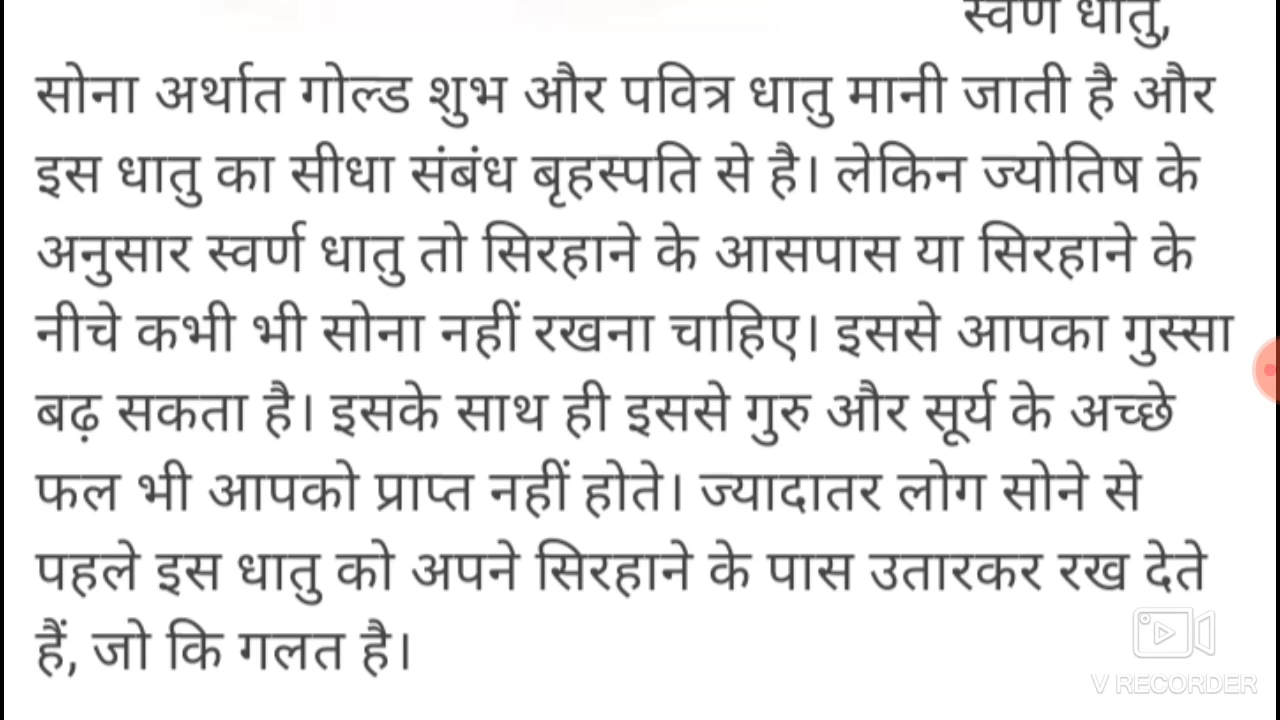 स्वर्ण धातु,
सोना अर्थात गोल्ड शुभ और पवित्र धातु मानी जाती है और
इस धातु का सीधा संबंध बृहस्पति से है। लेकिन ज्योतिष के
अनुसार स्वर्ण धातु तो सिरहाने के आसपास या सिरहाने के
नीचे कभी भी सोना नहीं रखना चाहिए। इससे आपका गुस्सा
बढ़ सकता है। इसके साथ ही इससे गुरु और सूर्य के अच्छे
फल भी आपको प्राप्त नहीं होते। ज्यादातर लोग सोने से
पहले इस धातु को अपने सिरहाने के पास उतारकर रख देते
हैं, जो कि गलत है।
V RECORDER